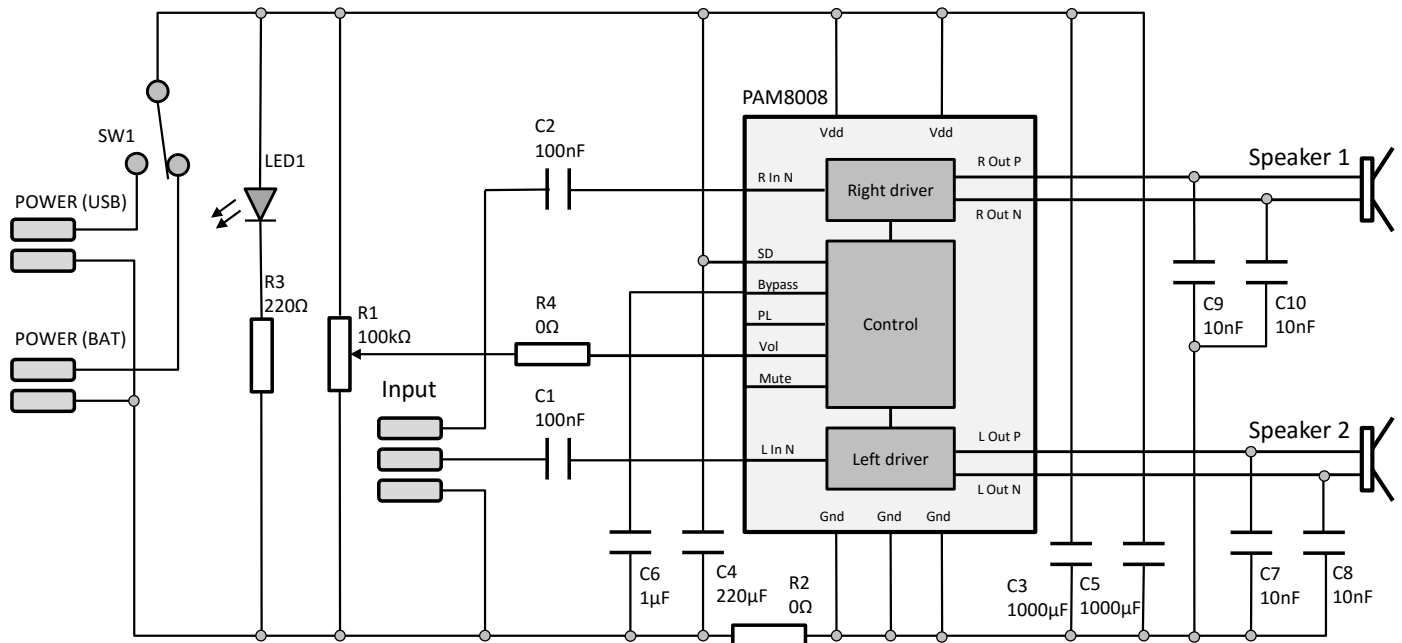 PAM8008
Vdd
Vdd
C2
100nF
SW1
LED1
R In N
Right driver
R Out P
R Out N
Speaker 1
POWER (USB)
SD
Bypass
PL
Vol
Mute
Control
R3
220Ω
R1
100kΩ
R4
0Ω
C9
10nF
C10
10nF
POWER (BAT)
Input
C1
100nF
L In N
Left driver
L Out P
L Out N
Speaker 2
Gnd
Gnd
Gnd
C6
1µF
C4
220µF
R2
0Ω
C3
1000µF
C5
1000µF
C7
10nF
C8
10nF